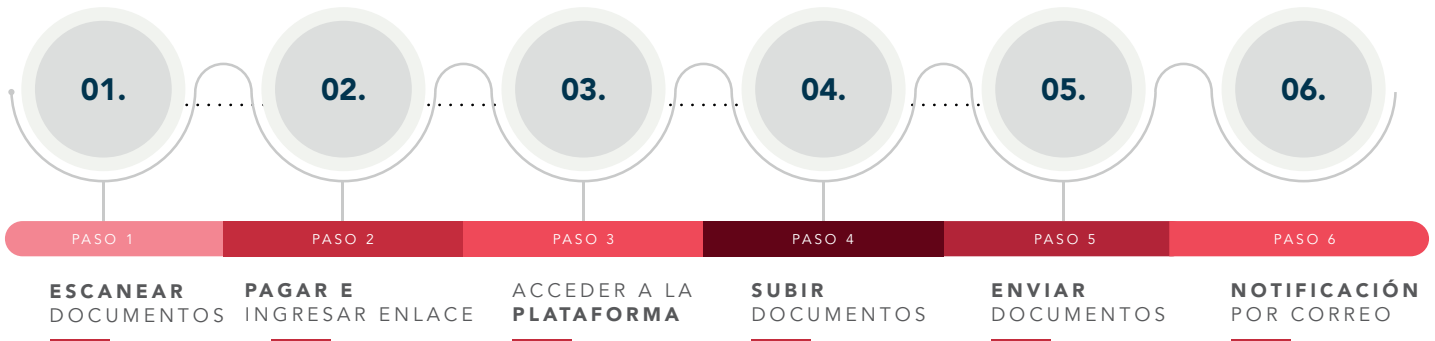 01.
02.
03.
04.
05.
06.
PASO 1
PASO 2
PASO 3
PASO 4
PASO 5
PASO 6
ESCANEAR
DOCUMENTOS
PAGAR E
INGRESAR ENLACE
ACCEDER A LA
PLATAFORMA
SUBIR
DOCUMENTOS
ENVIAR
DOCUMENTOS
NOTIFICACIÓN
POR CORREO